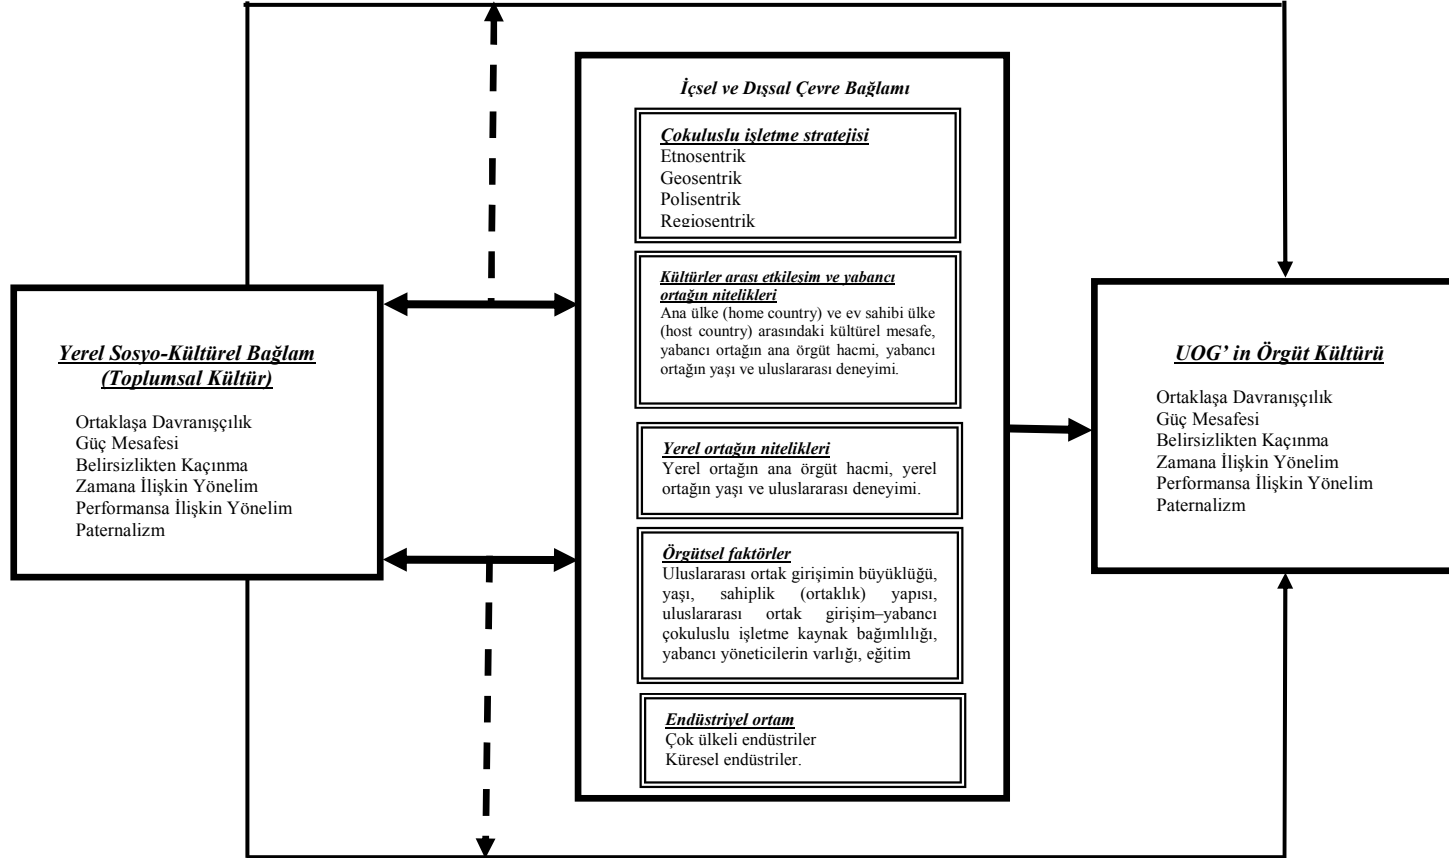 İçsel ve Dışsal Çevre Bağlamı
Çokuluslu işletme stratejisi
Etnosentrik
Geosentrik
Polisentrik
Regiosentrik
Kültürler arası etkileşim ve yabancı
ortağın nitelikleri
Ana ülke (home country) ve ev sahibi ülke
(host country) arasındaki kültürel mesafe,
yabancı ortağın ana örgüt hacmi, yabancı
ortağın yaşı ve uluslararası deneyimi.
Yerel ortağın nitelikleri
Yerel ortağın ana örgüt hacmi, yerel
ortağın yaşı ve uluslararası deneyimi.
Örgütsel faktörler
Uluslararası ortak girişimin büyüklüğü,
yaşı, sahiplik (ortaklık) yapısı,
uluslararası ortak girişim–yabancı
çokuluslu işletme kaynak bağımlılığı,
yabancı yöneticilerin varlığı, eğitim
Endüstriyel ortam
Çok ülkeli endüstriler
Küresel endüstriler.
Yerel Sosyo-Kültürel Bağlam
(Toplumsal Kültür)
Ortaklaşa Davranışçılık
Güç Mesafesi
Belirsizlikten Kaçınma
Zamana İlişkin Yönelim
Performansa İlişkin Yönelim
Paternalizm
UOG’ in Örgüt Kültürü
Ortaklaşa Davranışçılık
Güç Mesafesi
Belirsizlikten Kaçınma
Zamana İlişkin Yönelim
Performansa İlişkin Yönelim
Paternalizm